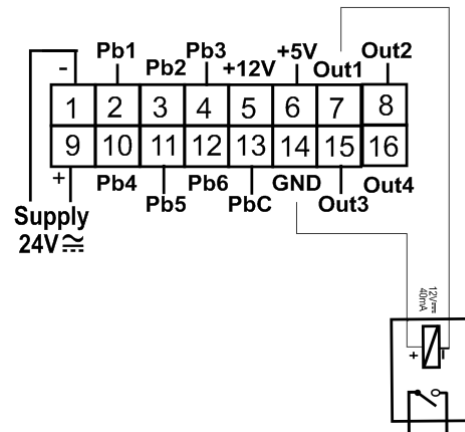 Pb1 Pb3 +5V Out2
- Pb2 +12V Out1
1 2 3 4 5 6 7 8
9 10 11 12 13 14 15 16
+ Pb4 Pb6 GND Out4
Pb5 PbC Out3
Supply
24V⎓
12V⎓
40mA
+ -